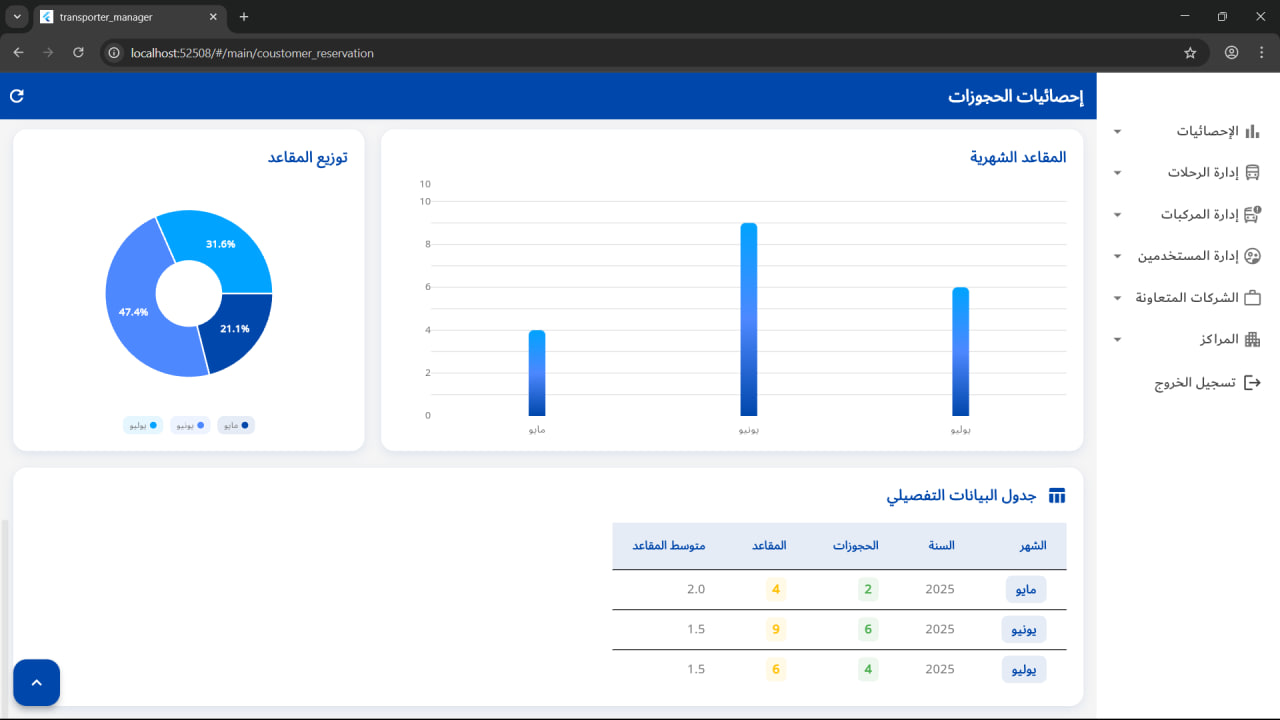 transporter_manager
localhost:52508/#/main/coustomer_reservation
إحصائيات الحجوزات
الإحصائيات
إدارة الرحلات
إدارة المركبات
إدارة المستخدمين
الشركات المتعاونة
المراكز
تسجيل الخروج
المقاعد الشهرية
10
10
8
6
4
2
0
مايو
يونيو
يوليو
توزيع المقاعد
31.6%
47.4%
21.1%
مايو يونيو يوليو
جدول البيانات التفصيلي
الشهر السنة الحجوزات المقاعد متوسط المقاعد
مايو 2025 2 4 2.0
يونيو 2025 6 9 1.5
يوليو 2025 4 6 1.5